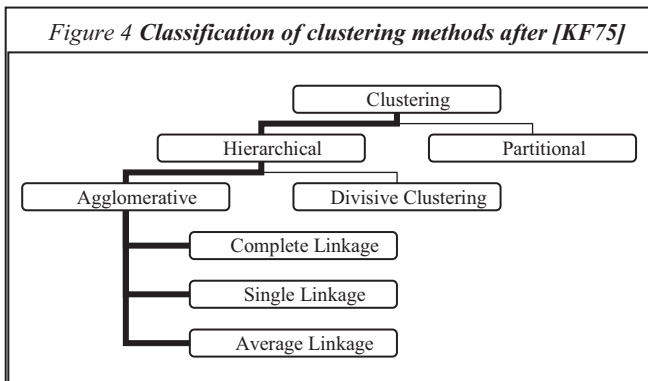 Figure 4 Classification of clustering methods after [KF75]
Clustering
Hierarchical
Partitional
Agglomerative
Divisive Clustering
Complete Linkage
Single Linkage
Average Linkage